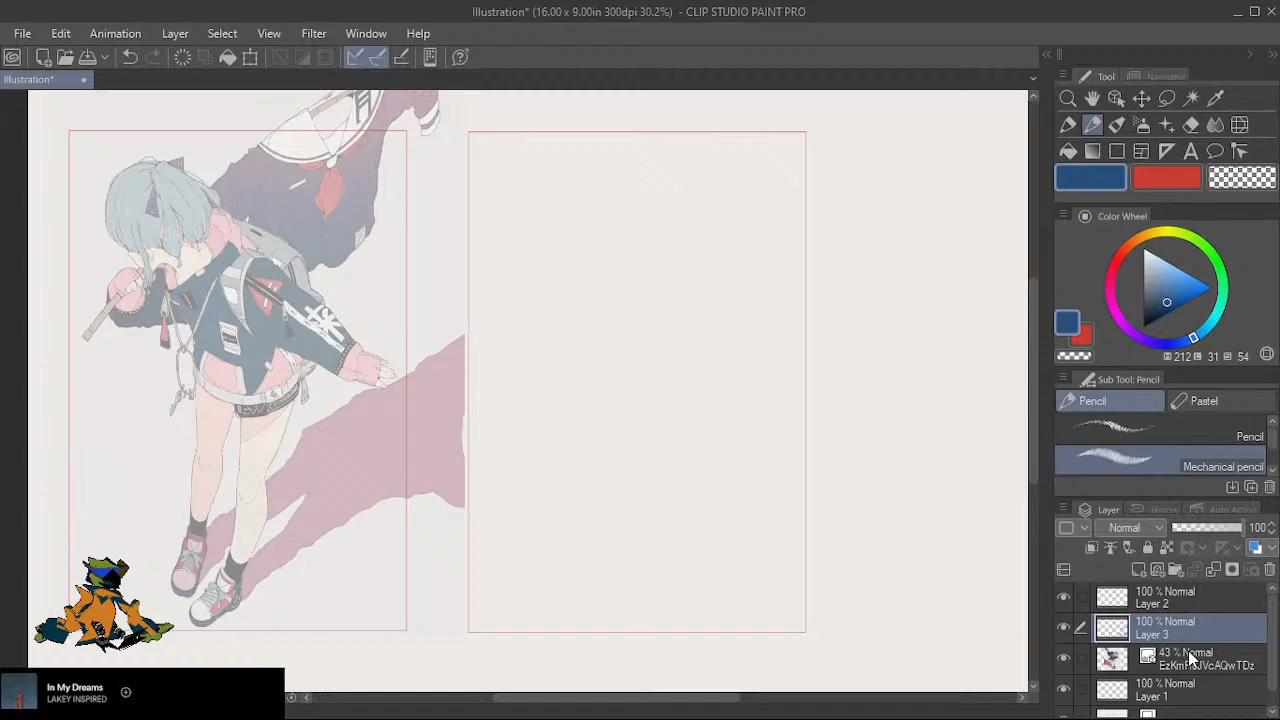 Illustration* (16.00 x 9.00in 300dpi 30.2%) - CLIP STUDIO PAINT PRO
File Edit Animation Layer Select View Filter Window Help
Illustration*
Tool Navigator
Color Wheel
H 212 L 31 S 54
Sub Tool: Pencil
Pencil Pastel
Pencil
Mechanical pencil
Layer History Auto Action
Normal 100
100 % Normal
Layer 2
100 % Normal
Layer 3
43 % Normal
100 % Normal
Layer 1
In My Dreams
LAKEY INSPIRED